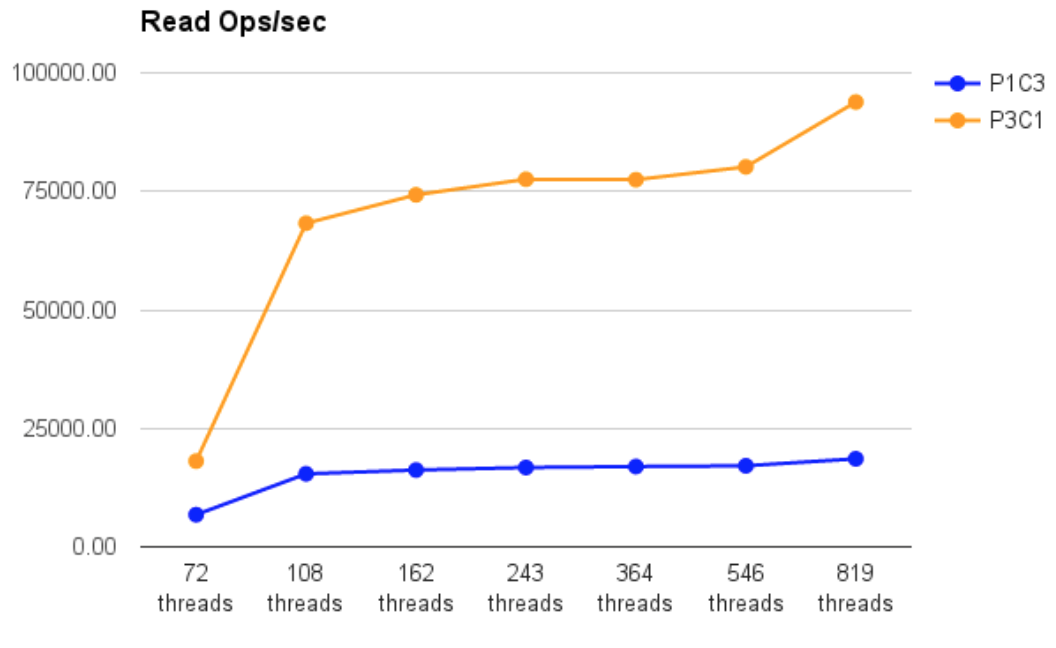 Read Ops/sec
100000.00
75000.00
50000.00
25000.00
0.00
72 threads
108 threads
162 threads
243 threads
364 threads
546 threads
819 threads
P1C3
P3C1